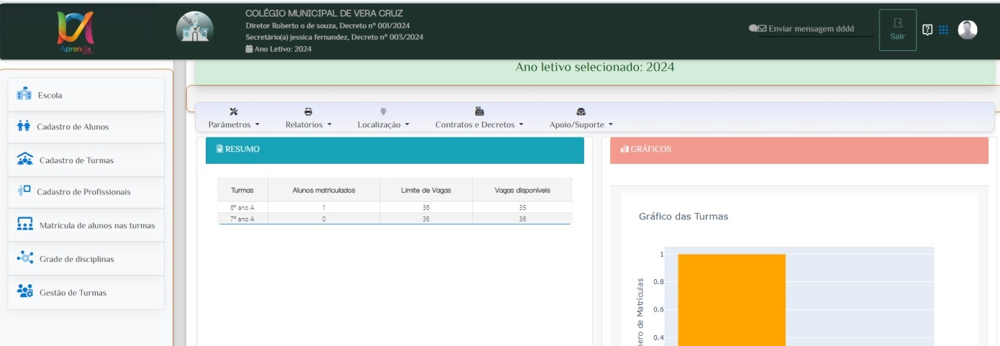 COLÉGIO MUNICIPAL DE VERA CRUZ
Diretor Roberto o de souza, Decreto nº 001/2024
Secretário(a) jessica fernandez, Decreto nº 003/2024
Ano Letivo: 2024
Aprendix
Enviar mensagem dddd
Sair
Ano letivo selecionado: 2024
Escola
Cadastro de Alunos
Cadastro de Turmas
Cadastro de Profissionais
Matrícula de alunos nas turmas
Grade de disciplinas
Gestão de Turmas
Parâmetros
Relatórios
Localização
Contratos e Decretos
Apoio/Suporte
RESUMO
Turmas Alunos matriculados Limite de Vagas Vagas disponíveis
6º ano A 1 36 35
7º ano A 0 36 36
GRÁFICOS
Gráfico das Turmas
1
0.8
0.6
0.4
de Matrículas